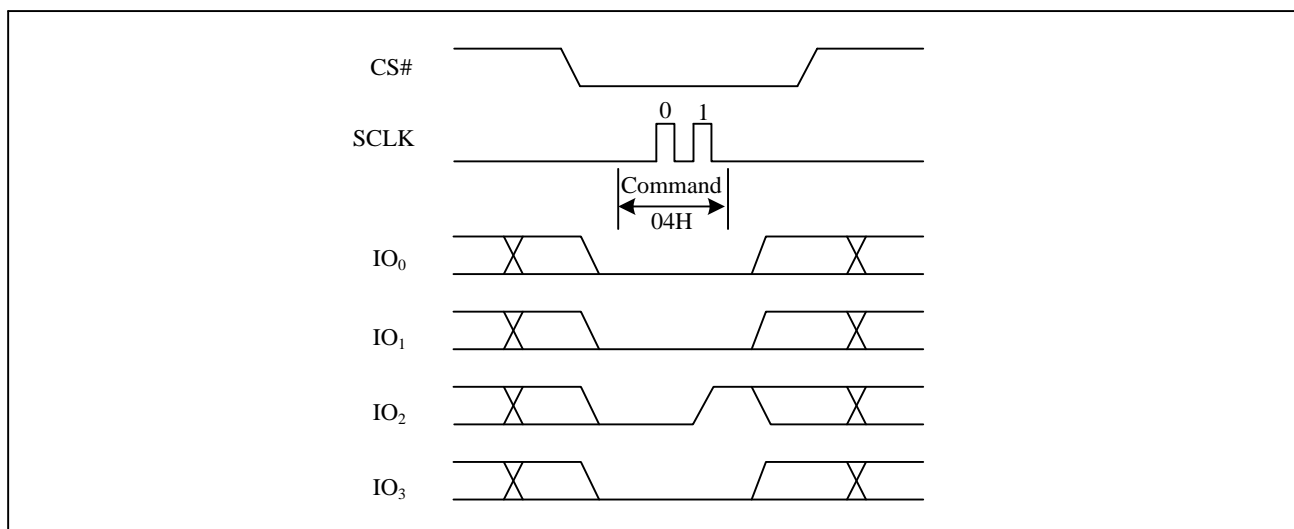 CS#
0 1
SCLK
Command
04H
IO₀
IO₁
IO₂
IO₃